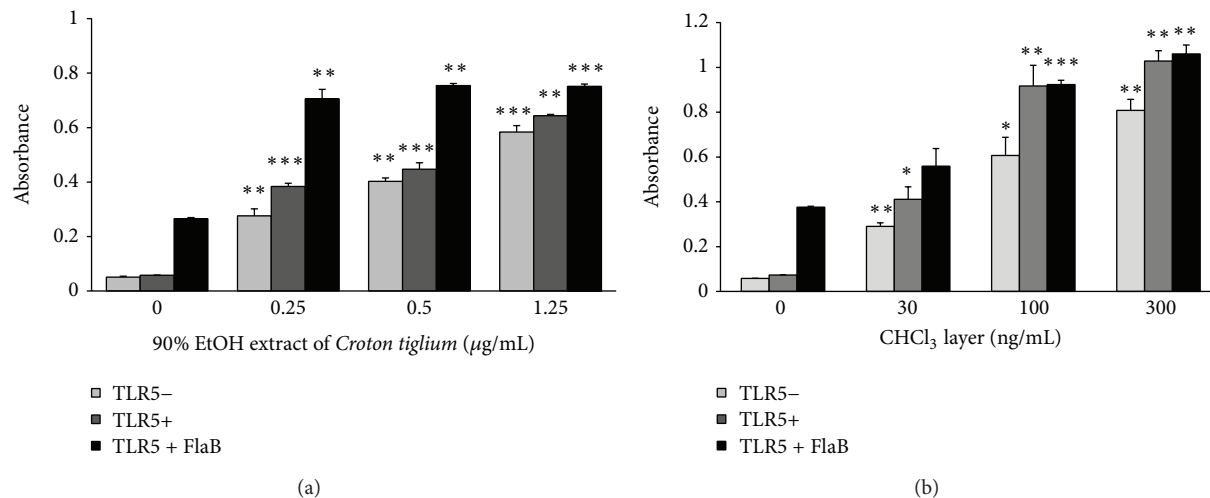 1
0.8
0.6
0.4
0.2
0
Absorbance
** *** **
** *** **
*** ** ***
0 0.25 0.5 1.25
90% EtOH extract of Croton tiglium (μg/mL)
TLR5−
TLR5+
TLR5 + FlaB
(a)
1.2
1
0.8
0.6
0.4
0.2
0
Absorbance
** *
* ** ***
** ** **
0 30 100 300
CHCl₃ layer (ng/mL)
TLR5−
TLR5+
TLR5 + FlaB
(b)